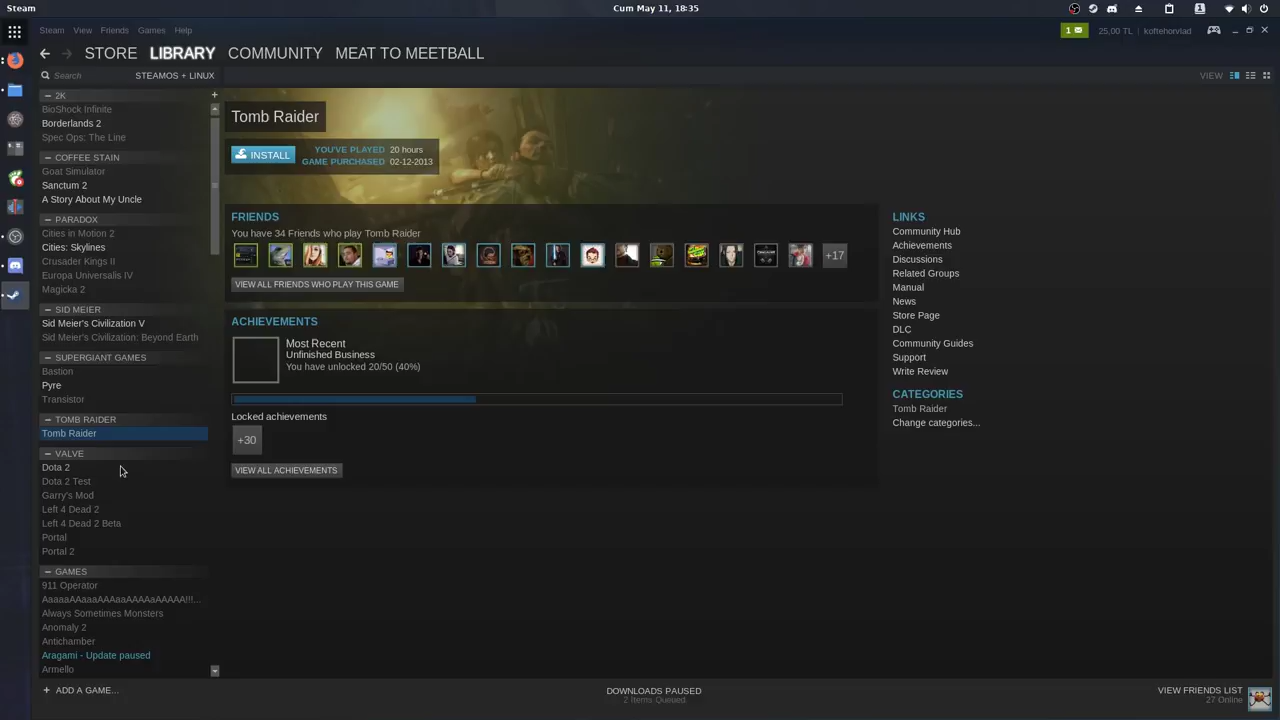 Steam
Cum May 11, 18:35
1
Steam View Friends Games Help
1
25,00 TL
koffehorviad
STORE LIBRARY COMMUNITY MEAT TO MEETBALL
Search
STEAMOS + LINUX
VIEW
2K
BioShock Infinite
Borderlands 2
Spec Ops: The Line
COFFEE STAIN
Goat Simulator
Sanctum 2
A Story About My Uncle
PARADOX
Cities in Motion 2
Cities: Skylines
Crusader Kings II
Europa Universalis IV
Magicka 2
SID MEIER
Sid Meier's Civilization V
Sid Meier's Civilization: Beyond Earth
SUPERGIANT GAMES
Bastion
Pyre
Transistor
TOMB RAIDER
Tomb Raider
VALVE
Dota 2
Dota 2 Test
Garry's Mod
Left 4 Dead 2
Left 4 Dead 2 Beta
Portal
Portal 2
GAMES
911 Operator
Always Sometimes Monsters
Anomaly 2
Antichamber
Aragami - Update paused
Armello
+ ADD A GAME...
Tomb Raider
INSTALL
YOU'VE PLAYED 20 hours
GAME PURCHASED 02-12-2013
FRIENDS
You have 34 Friends who play Tomb Raider
+17
VIEW ALL FRIENDS WHO PLAY THIS GAME
ACHIEVEMENTS
Most Recent
Unfinished Business
You have unlocked 20/50 (40%)
Locked achievements
+30
VIEW ALL ACHIEVEMENTS
LINKS
Community Hub
Achievements
Discussions
Related Groups
Manual
News
Store Page
DLC
Community Guides
Support
Write Review
CATEGORIES
Tomb Raider
Change categories...
DOWNLOADS PAUSED
2 Items Queued
VIEW FRIENDS LIST
27 Online